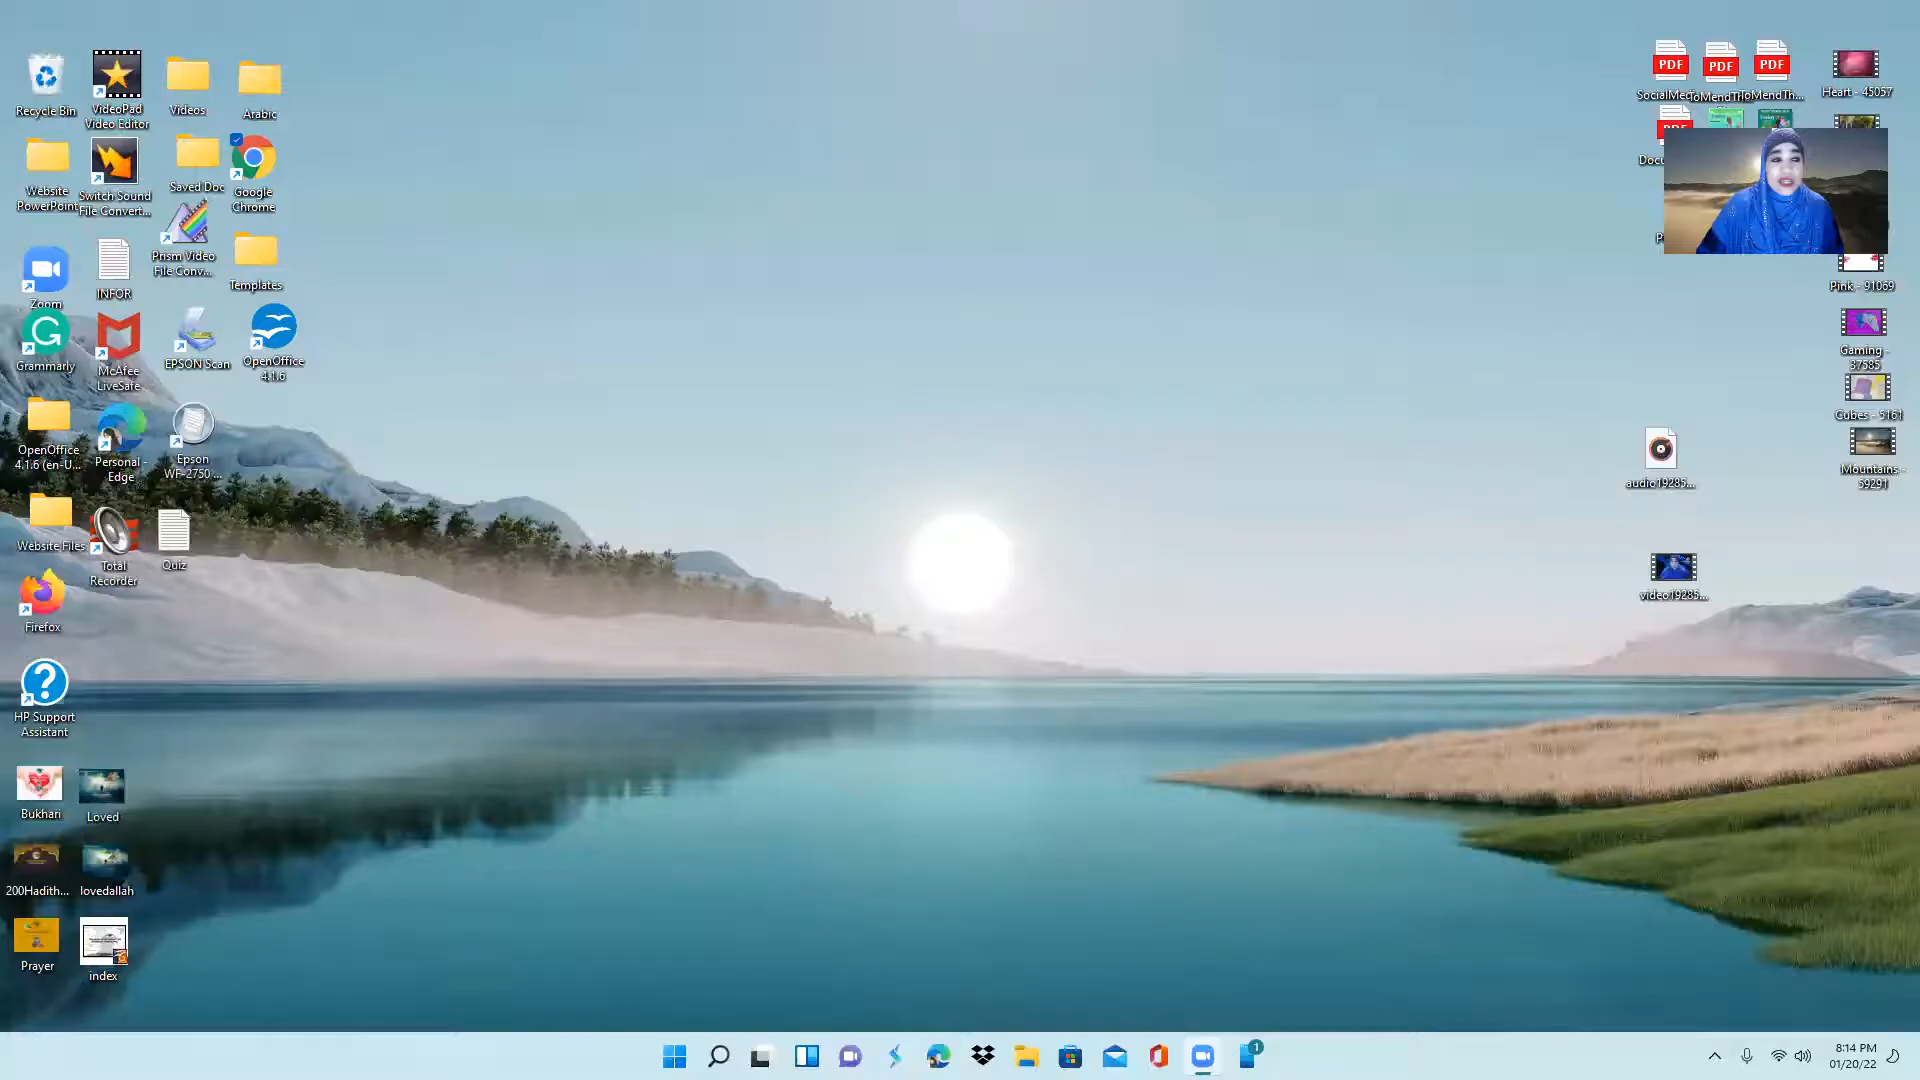 Recycle Bin
VideoPad
Video Editor
Videos
Arabic
Website
PowerPoint
Switch Sound
File Convert...
Saved Doc
Google
Chrome
Zoom
INFOR
Prism Video
File Conv...
Templates
Grammarly
McAfee
LiveSafe
EPSON Scan
OpenOffice
4.1.6
OpenOffice
4.1.6 (en-U...
Personal -
Edge
Epson
WF-2750 ...
Website Files
Total
Recorder
Quiz
Firefox
HP Support
Assistant
Bukhari
Loved
200Hadith...
lovedallah
Prayer
index
PDF
PDF
PDF
ToMendTh...
Heart - 45057
Pink - 91069
Gaming -
37585
Cubes - 5161
Mountains -
59291
audio19285...
video19285...
1
8:14 PM
01/20/22